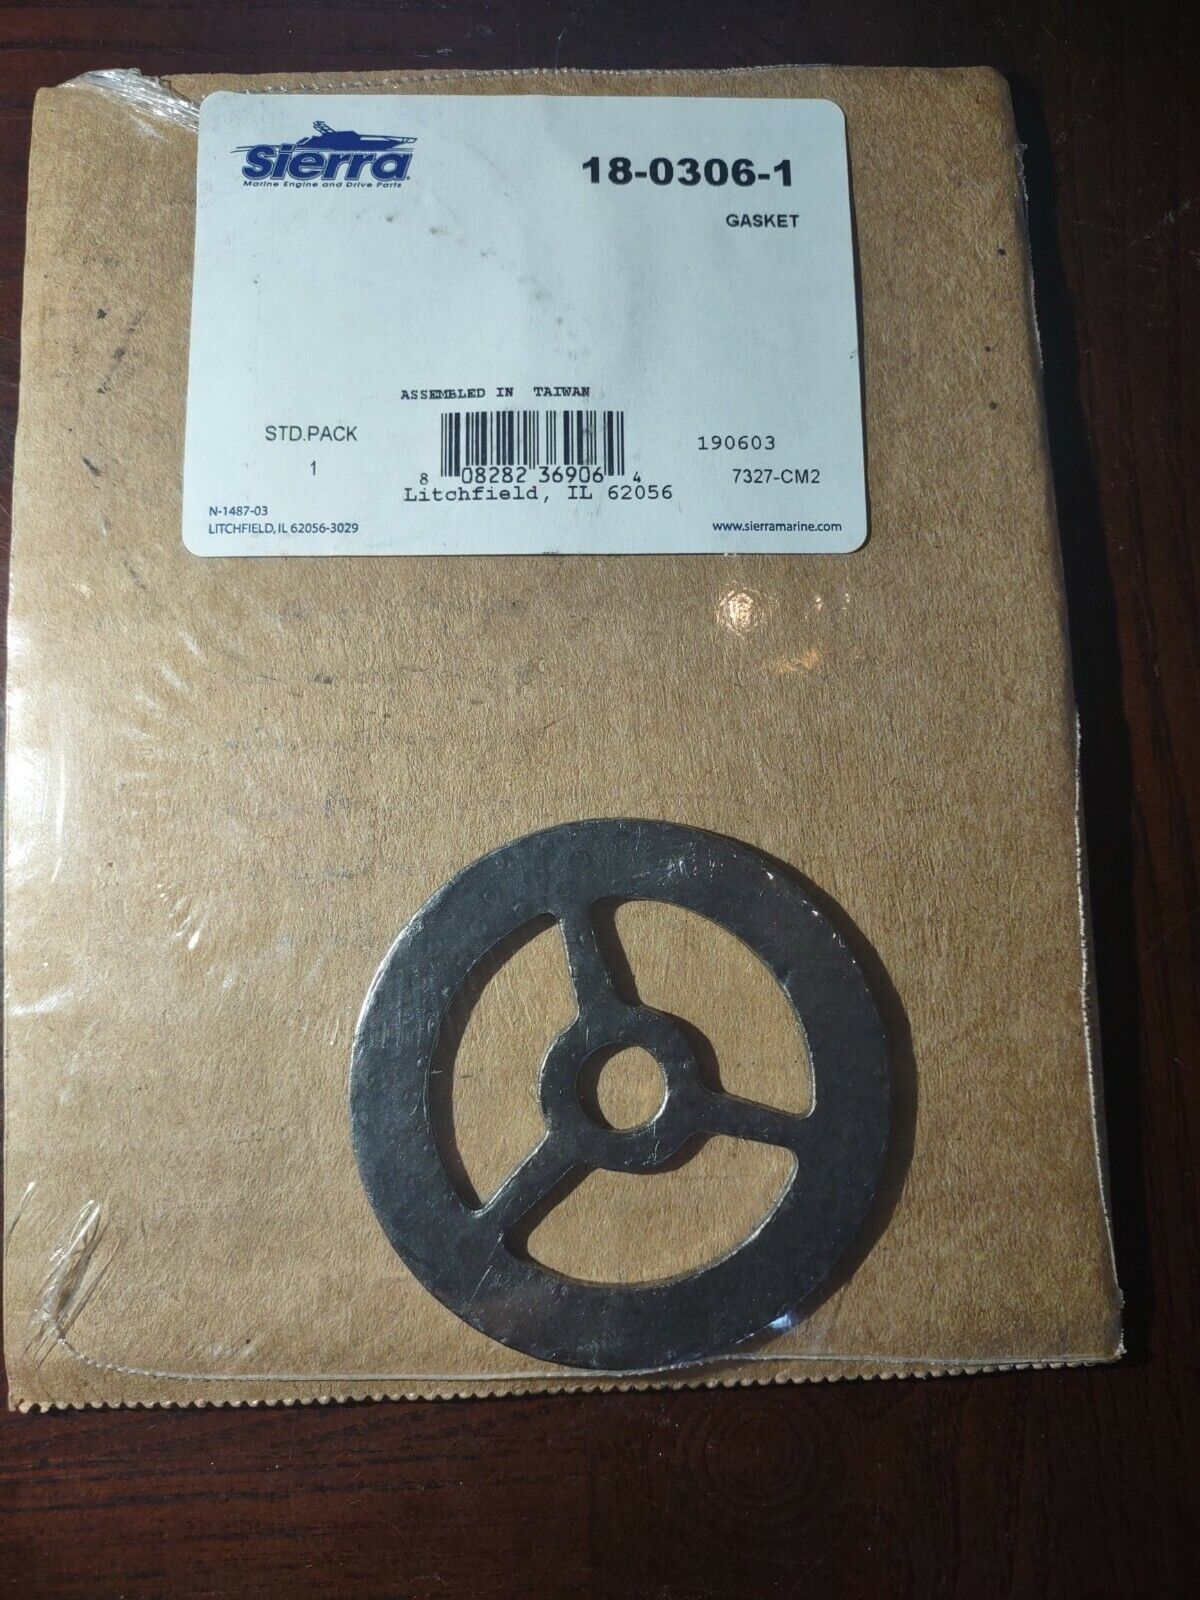 Sierra
Marine Engine and Drive Parts
18-0306-1
GASKET
ASSEMBLED IN TAIWAN
STD.PACK
1
8 08282 36906 4
190603
Litchfield, IL 62056
7327-CM2
N-1487-03
LITCHFIELD, IL 62056-3029
www.sierramarine.com